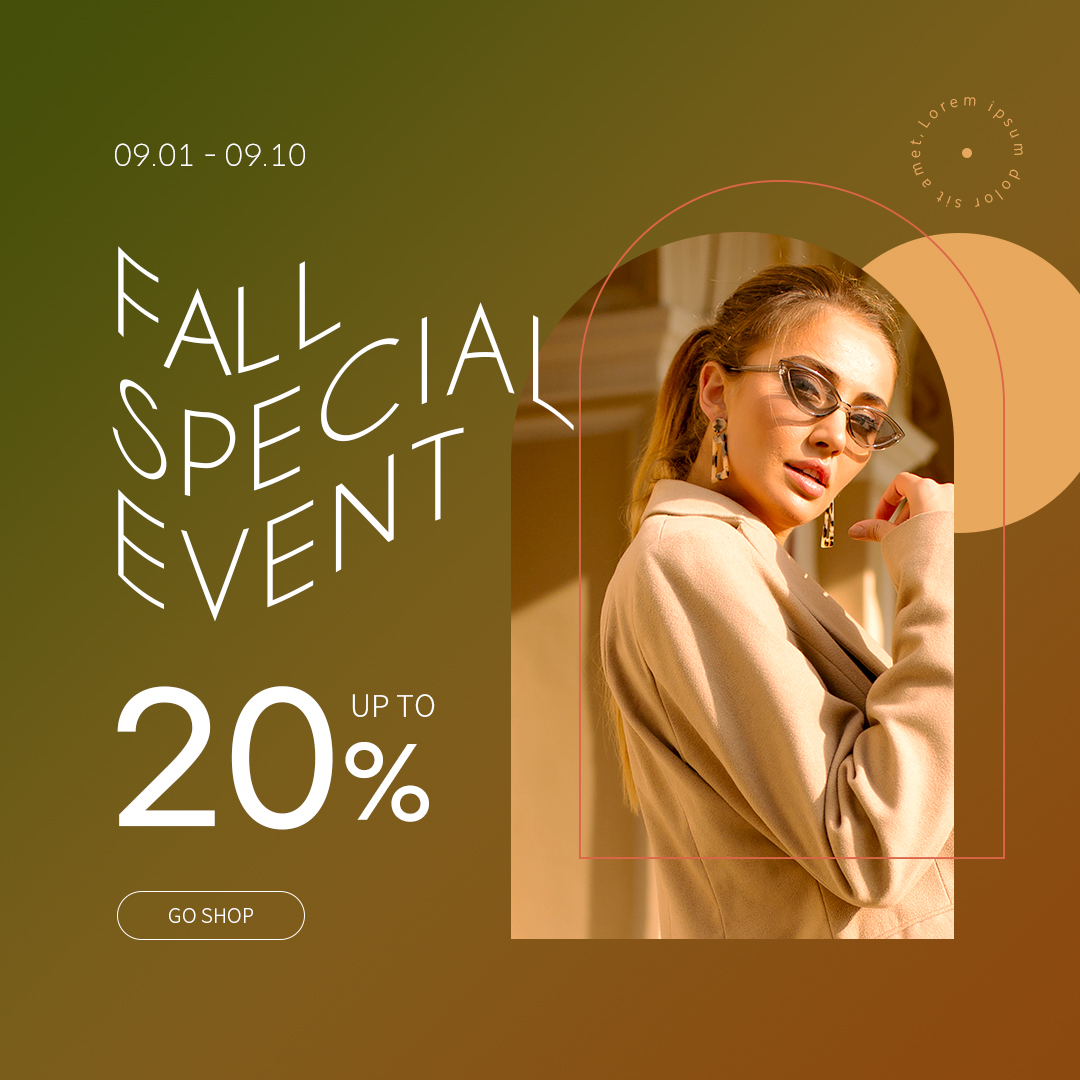 09.01 - 09.10
Lorem ipsum dolor sit amet,
FALL
SPECIAL
EVENT
UP TO
20%
GO SHOP